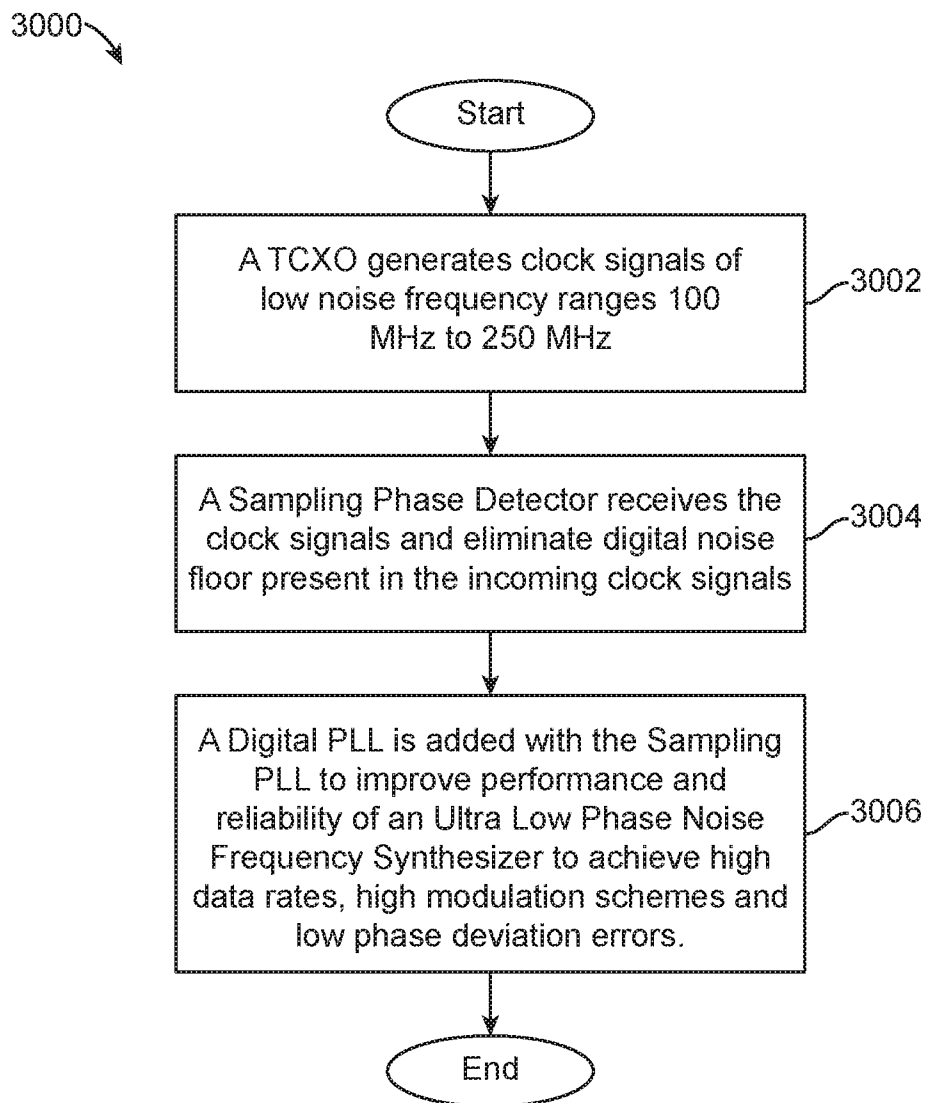 3000
Start
A TCXO generates clock signals of
low noise frequency ranges 100
MHz to 250 MHz
3002
A Sampling Phase Detector receives the
clock signals and eliminate digital noise
floor present in the incoming clock signals
3004
A Digital PLL is added with the Sampling
PLL to improve performance and
reliability of an Ultra Low Phase Noise
Frequency Synthesizer to achieve high
data rates, high modulation schemes and
low phase deviation errors.
3006
End